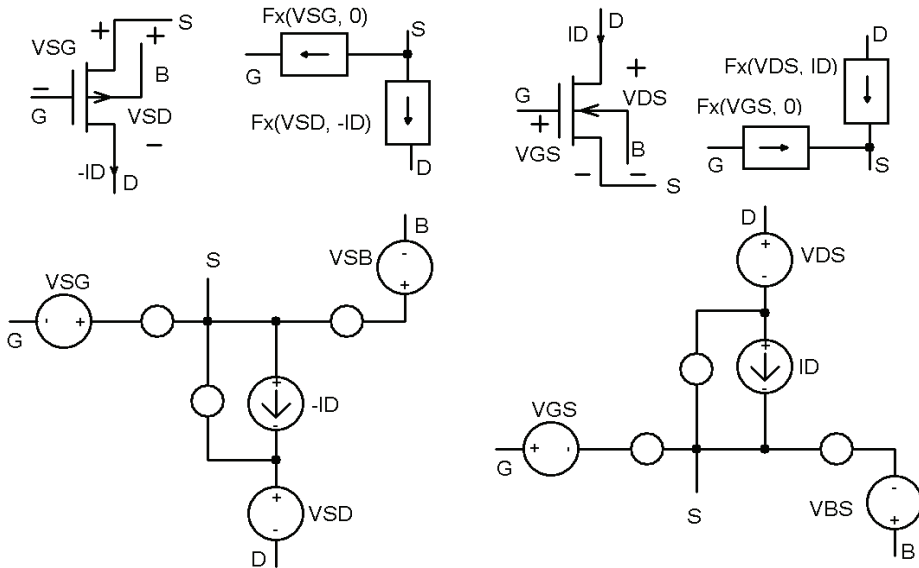 S
+ +
VSG
B
–
G
VSD
–
-ID
D
Fx(VSG, 0)
S
G
Fx(VSD, -ID)
D
ID
D
+
G
VDS
+
VGS
B
– –
S
D
Fx(VDS, ID)
Fx(VGS, 0)
G
S
B
VSB
-
+
S
VSG
- +
G
+
-ID
-
+
VSD
-
D
D
+
VDS
-
+
ID
-
VGS
+ -
G
S
-
VBS
+
B